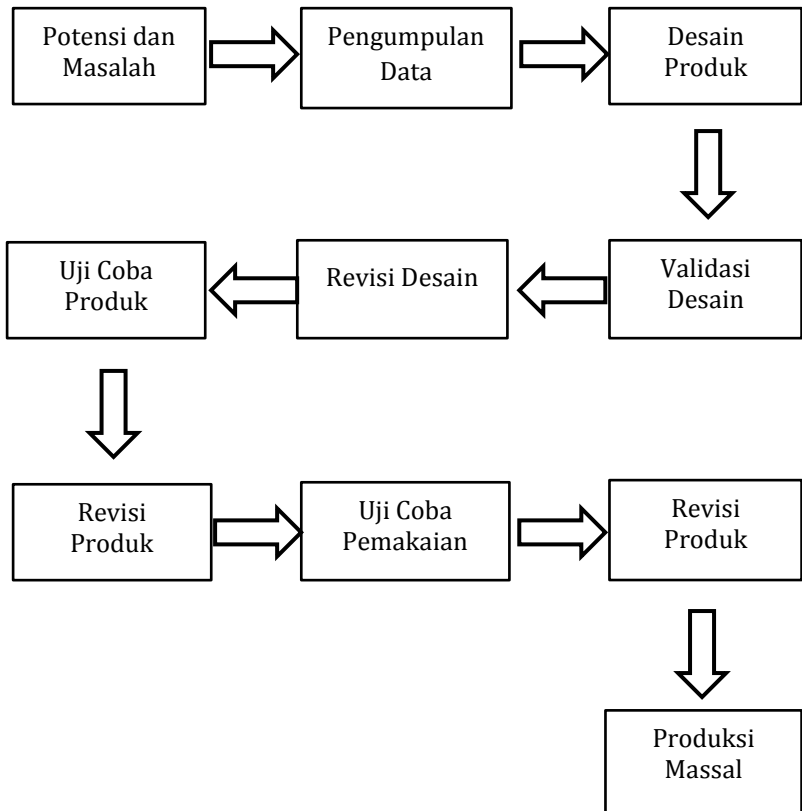 Potensi dan
Masalah
Pengumpulan
Data
Desain
Produk
Uji Coba
Produk
Revisi Desain
Validasi
Desain
Revisi
Produk
Uji Coba
Pemakaian
Revisi
Produk
Produksi
Massal